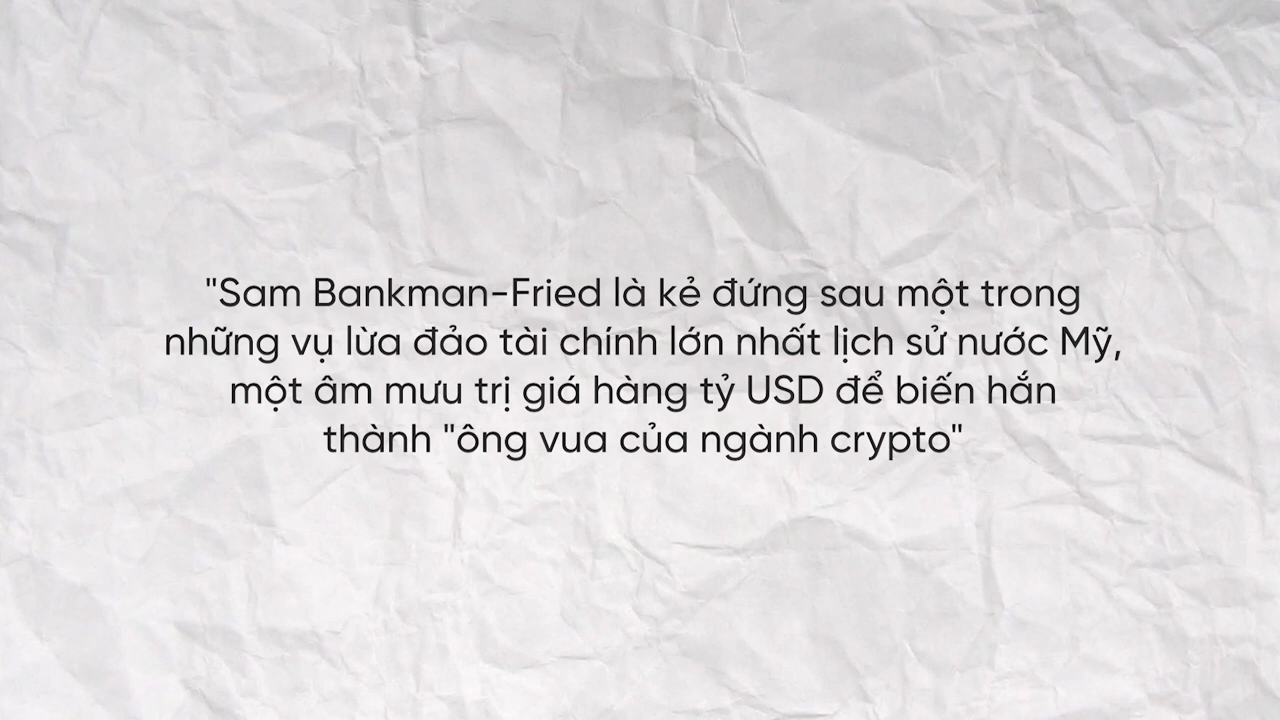 "Sam Bankman-Fried là kẻ đứng sau một trong
những vụ lừa đảo tài chính lớn nhất lịch sử nước Mỹ,
một âm mưu trị giá hàng tỷ USD để biến hắn
thành "ông vua của ngành crypto"